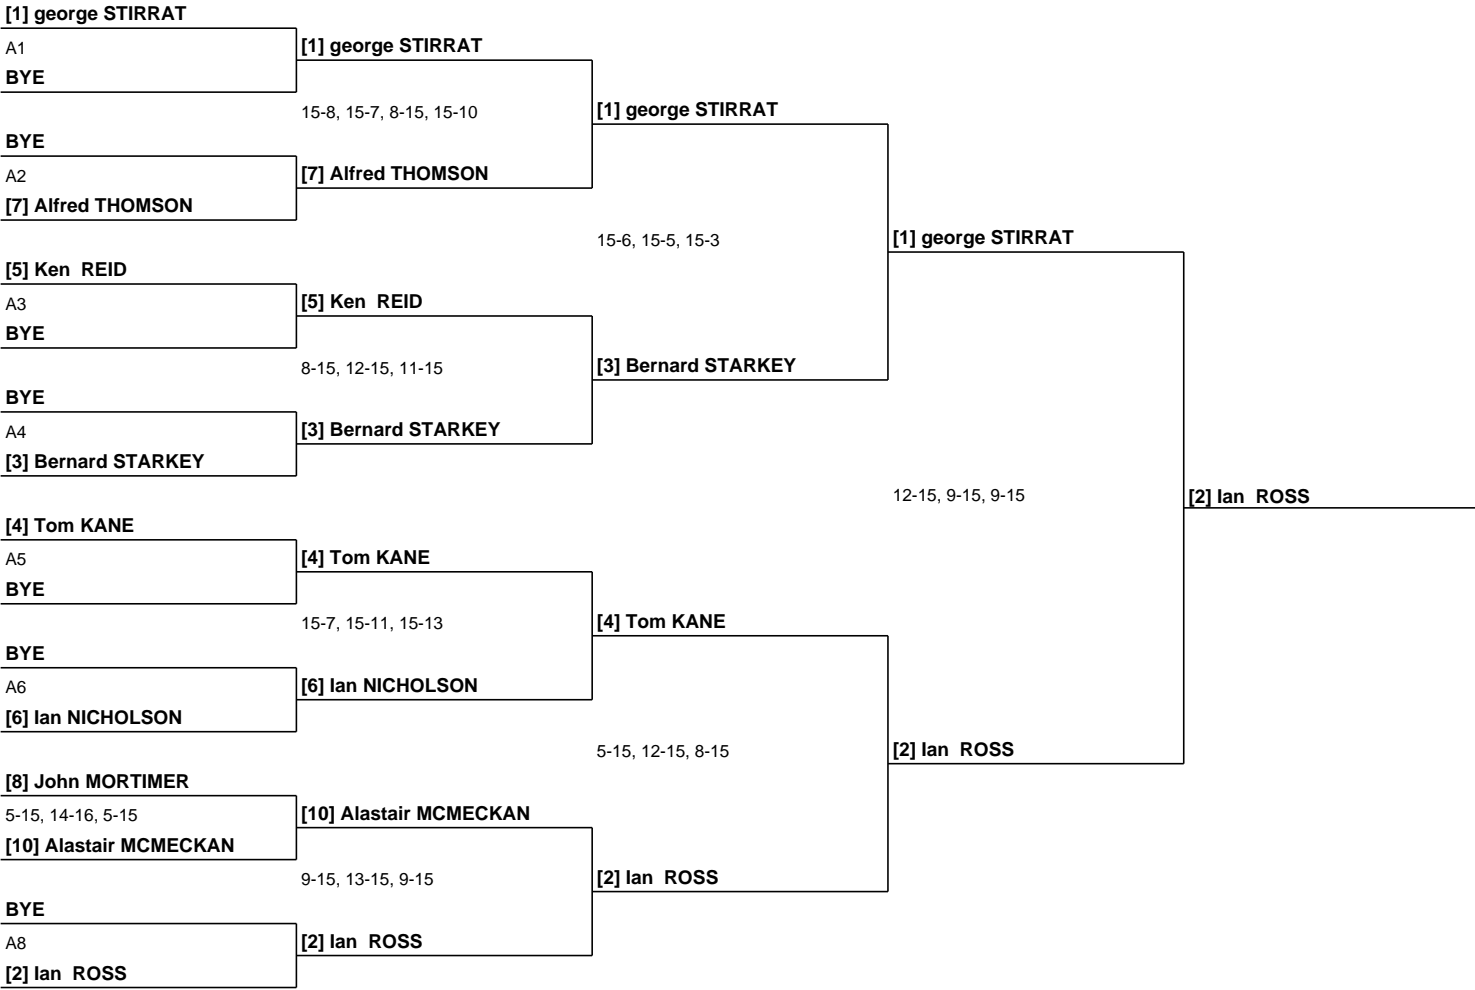 [1] george STIRRAT
A1
BYE
BYE
A2
[7] Alfred THOMSON
[5] Ken  REID
A3
BYE
BYE
A4
[3] Bernard STARKEY
[4] Tom KANE
A5
BYE
BYE
A6
[6] Ian NICHOLSON
[8] John MORTIMER
5-15, 14-16, 5-15
[10] Alastair MCMECKAN
BYE
A8
[2] Ian  ROSS
[1] george STIRRAT
15-8, 15-7, 8-15, 15-10
[7] Alfred THOMSON
[5] Ken  REID
8-15, 12-15, 11-15
[3] Bernard STARKEY
[4] Tom KANE
15-7, 15-11, 15-13
[6] Ian NICHOLSON
[10] Alastair MCMECKAN
9-15, 13-15, 9-15
[2] Ian  ROSS
[1] george STIRRAT
15-6, 15-5, 15-3
[3] Bernard STARKEY
[4] Tom KANE
5-15, 12-15, 8-15
[2] Ian  ROSS
[1] george STIRRAT
12-15, 9-15, 9-15
[2] Ian  ROSS
[2] Ian  ROSS